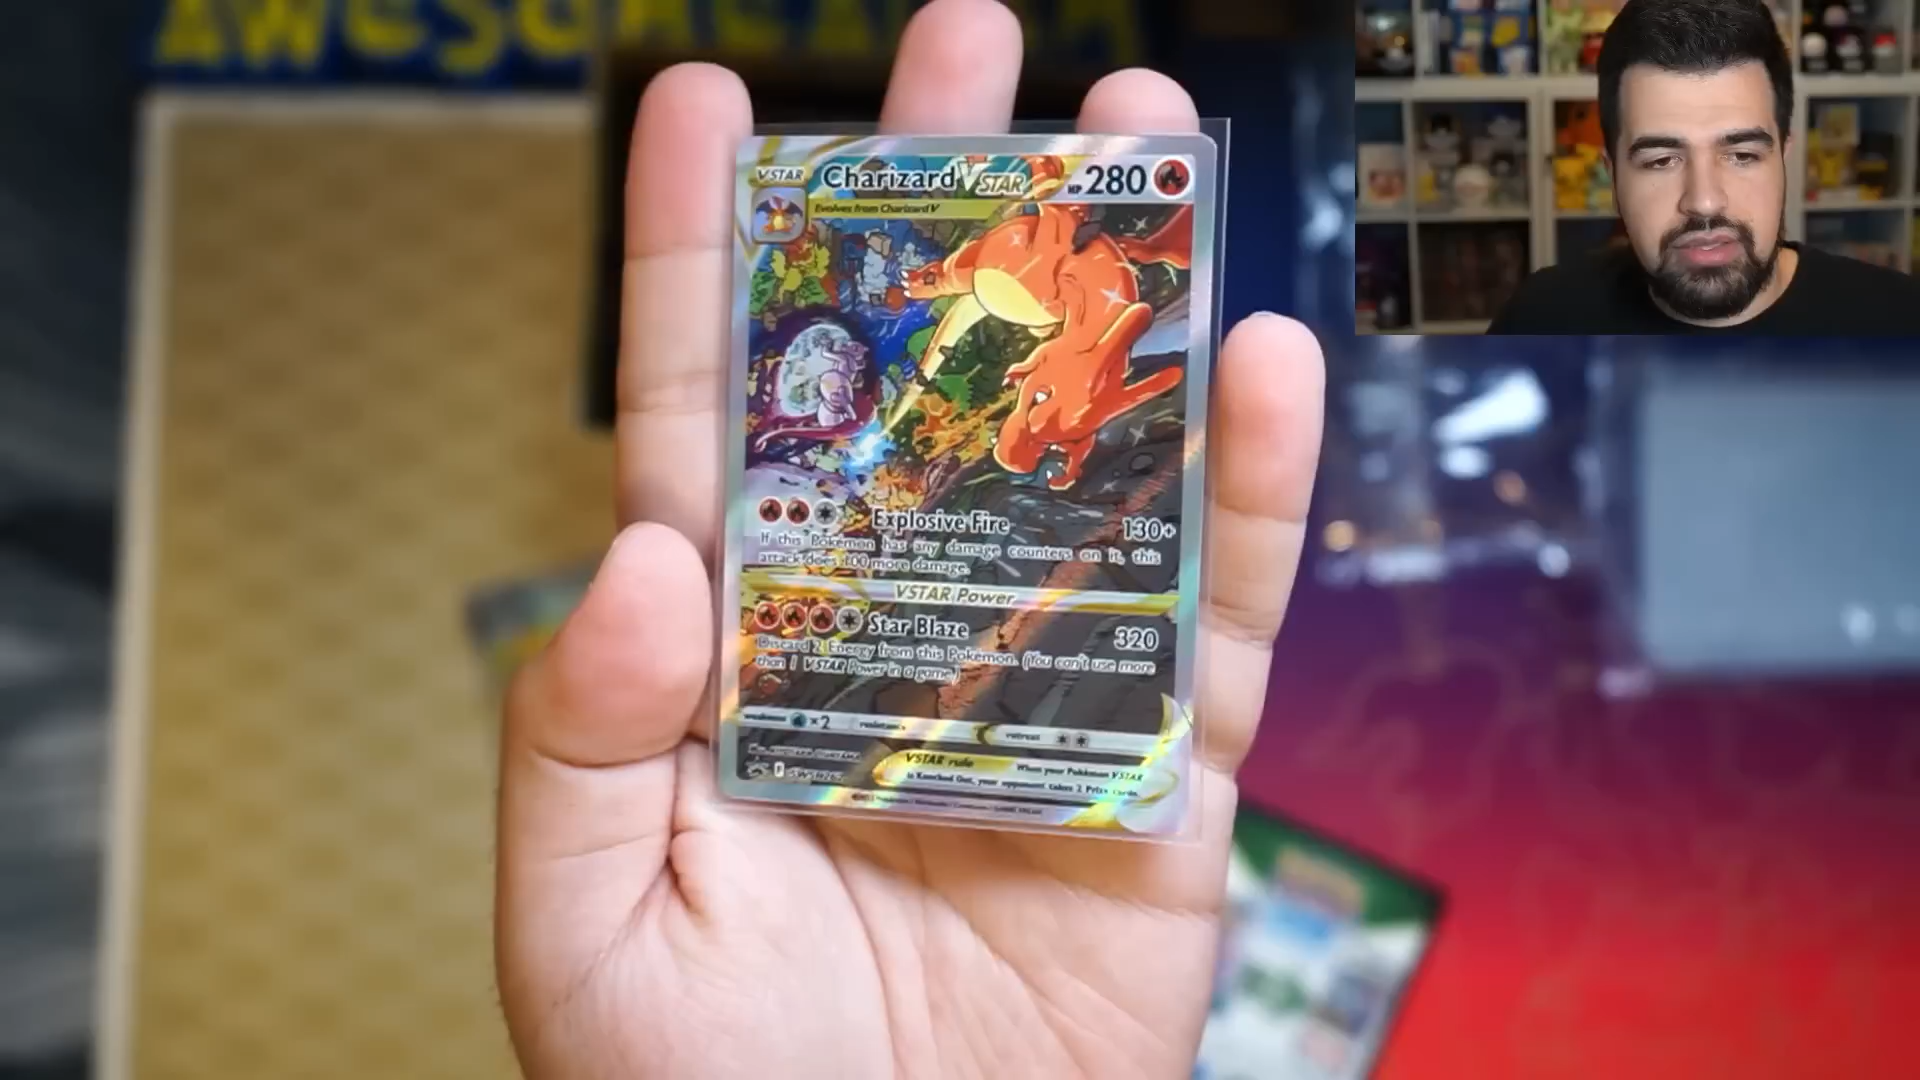 VSTAR
Charizard VSTAR
HP 280
Evolves from Charizard V
Explosive Fire 130+
If this Pokémon has any damage counters on it, this
attack does 100 more damage.
VSTAR Power
Star Blaze 320
Discard 2 Energy from this Pokémon. (You can't use more
than 1 VSTAR Power in a game.)
weakness ×2 resistance retreat
VSTAR rule When your Pokémon VSTAR
is Knocked Out, your opponent takes 2 Prize cards.